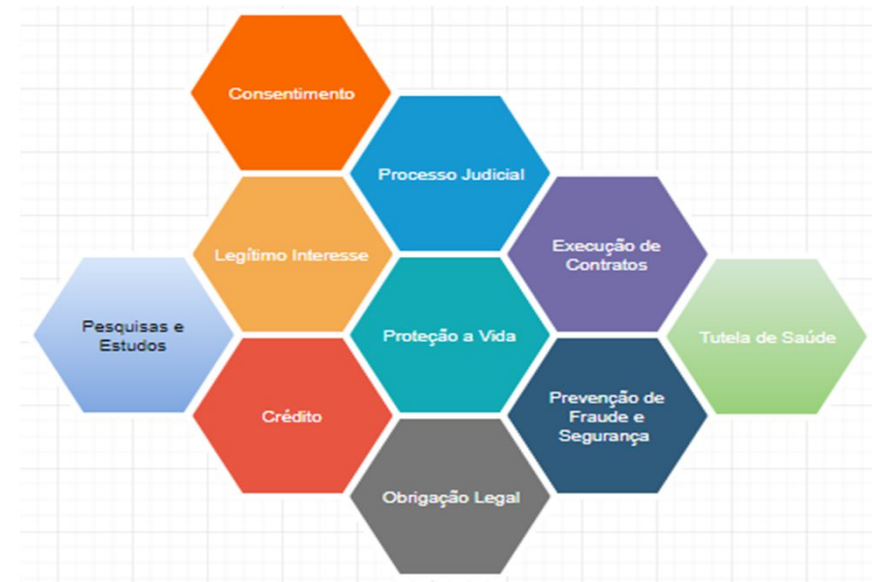 Consentimento
Processo Judicial
Legítimo Interesse
Execução de
Contratos
Pesquisas e
Estudos
Proteção a Vida
Tutela de Saúde
Crédito
Prevenção de
Fraude e
Segurança
Obrigação Legal